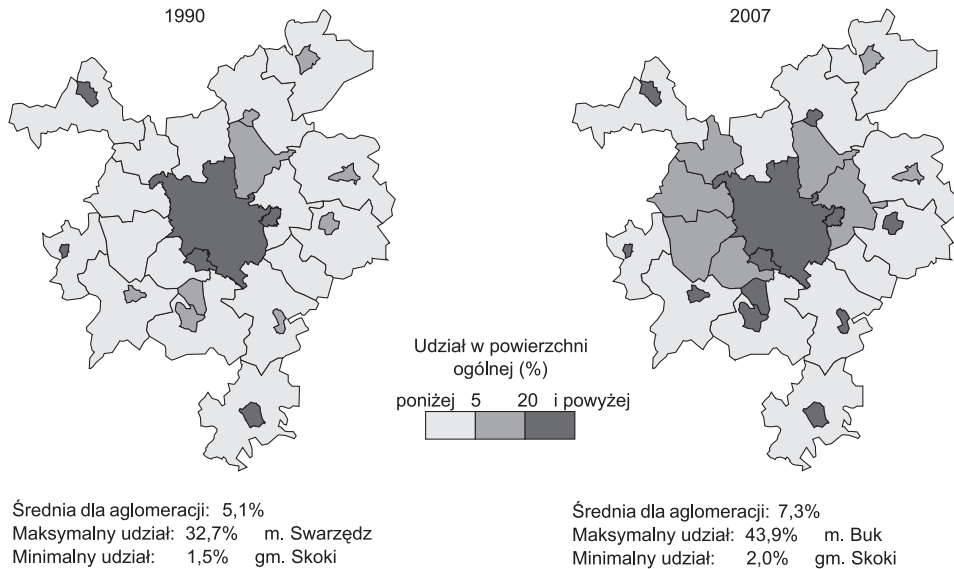 1990
2007
Udział w powierzchni
ogólnej (%)
poniżej 5 20 i powyżej
Średnia dla aglomeracji: 5,1%
Maksymalny udział: 32,7% m. Swarzędz
Minimalny udział: 1,5% gm. Skoki
Średnia dla aglomeracji: 7,3%
Maksymalny udział: 43,9% m. Buk
Minimalny udział: 2,0% gm. Skoki